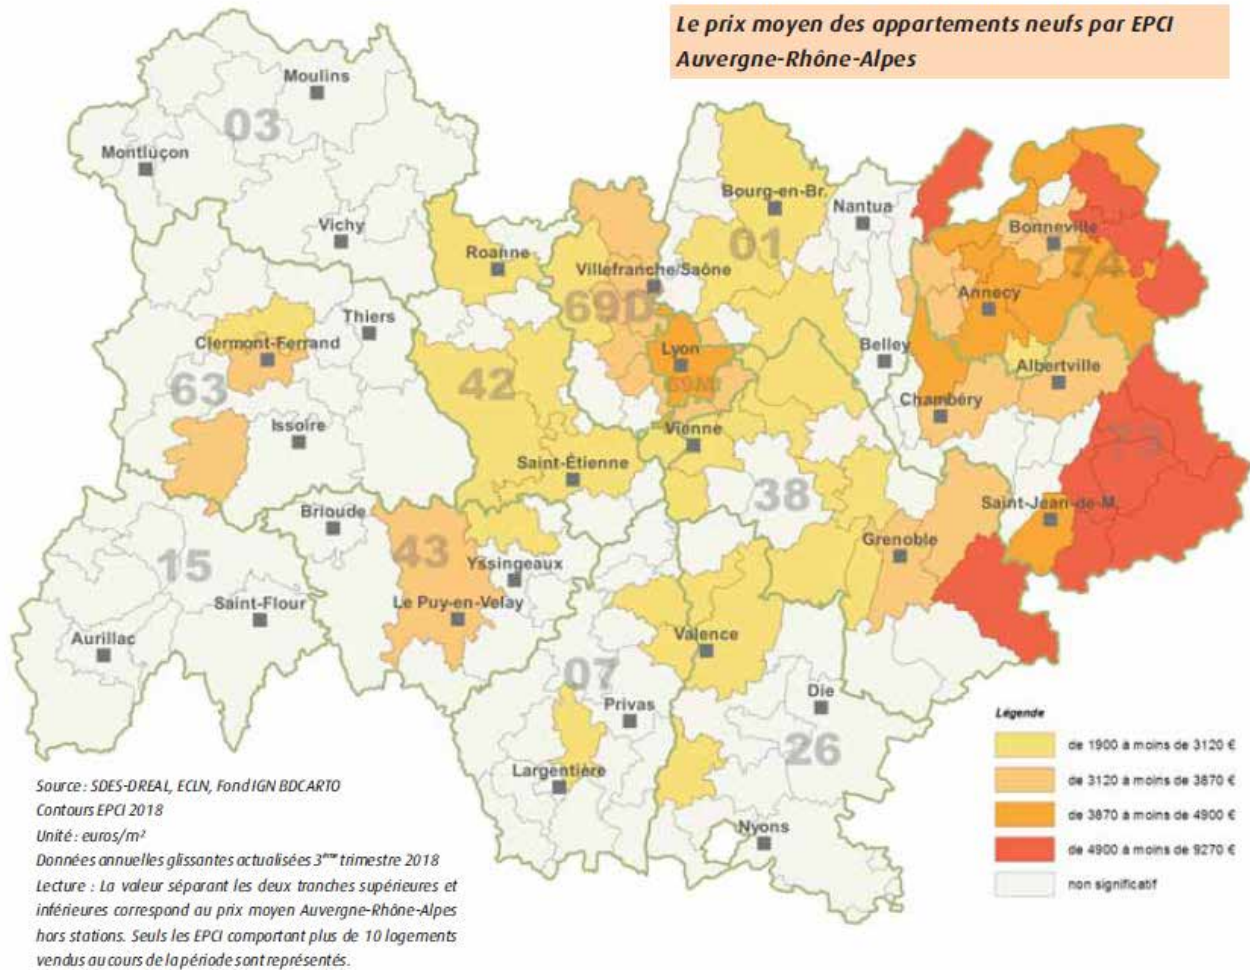 Le prix moyen des appartements neufs par EPCI
Auvergne-Rhône-Alpes
Moulins
03
Montluçon
Vichy
Bourg-en-Br.
Nantua
Bonneville
Roanne
01
Villefranche/Saône
74
69D
Annecy
Thiers
Clermont-Ferrand
Lyon
Belley
Albertville
63
42
69M
Chambéry
Issoire
Vienne
73
Saint-Étienne
38
Saint-Jean-de-M.
Brioude
Grenoble
43
15
Yssingeaux
Saint-Flour
Le Puy-en-Velay
Aurillac
Valence
07
Die
Privas
26
Largentière
Nyons
Légende
de 1900 à moins de 3120 €
de 3120 à moins de 3870 €
de 3870 à moins de 4900 €
de 4900 à moins de 9270 €
non significatif
Source : SDES-DREAL, ECLN, Fond IGN BDCARTO
Contours EPCI 2018
Unité : euros/m²
Données annuelles glissantes actualisées 3ème trimestre 2018
Lecture : La valeur séparant les deux tranches supérieures et
inférieures correspond au prix moyen Auvergne-Rhône-Alpes
hors stations. Seuls les EPCI comportant plus de 10 logements
vendus au cours de la période sont représentés.